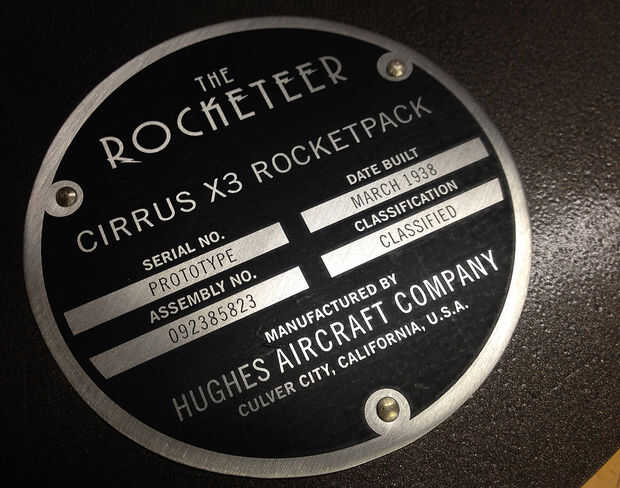 THE
ROCKETEER
CIRRUS X3 ROCKETPACK
SERIAL NO.
PROTOTYPE
DATE BUILT
MARCH 1938
ASSEMBLY NO.
092385823
CLASSIFICATION
CLASSIFIED
MANUFACTURED BY
HUGHES AIRCRAFT COMPANY
CULVER CITY, CALIFORNIA, U.S.A.